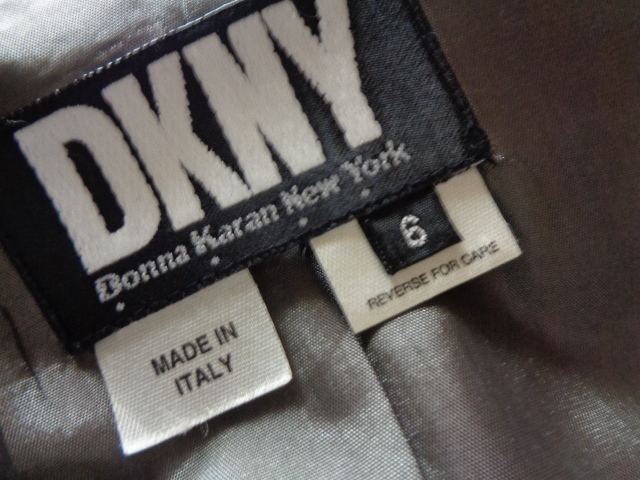 DKNY
Donna Karan New York
6
REVERSE FOR CARE
MADE IN
ITALY